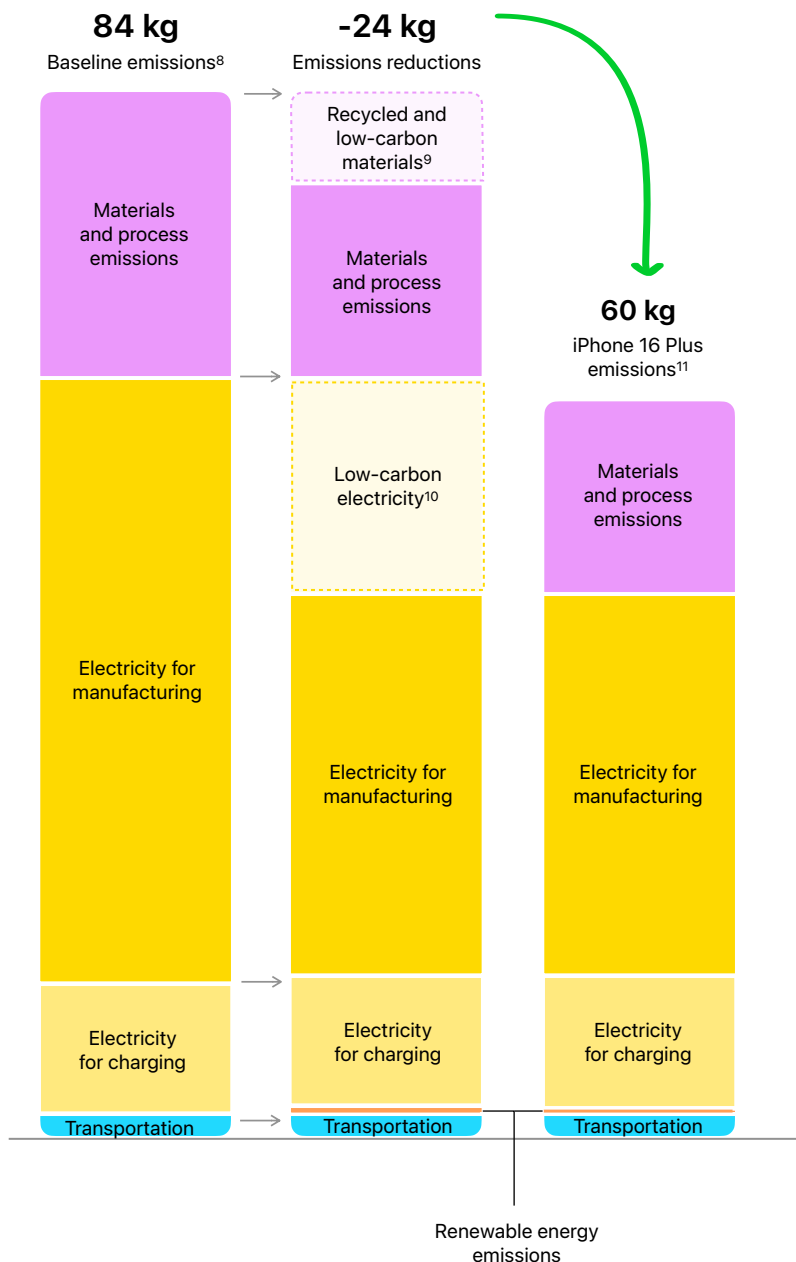 84 kg
Baseline emissions⁸
Materials
and process
emissions
Electricity for
manufacturing
Electricity
for charging
Transportation
-24 kg
Emissions reductions
Recycled and
low-carbon
materials⁹
Materials
and process
emissions
Low-carbon
electricity¹⁰
Electricity for
manufacturing
Electricity
for charging
Transportation
60 kg
iPhone 16 Plus
emissions¹¹
Materials
and process
emissions
Electricity for
manufacturing
Electricity
for charging
Transportation
Renewable energy
emissions